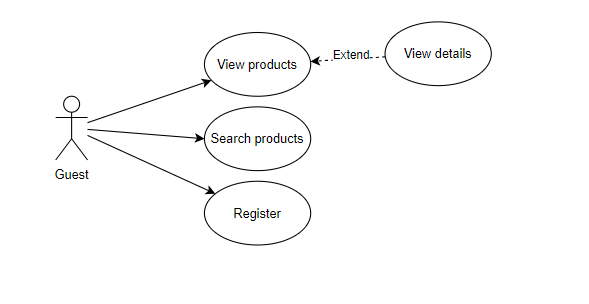 View products
Extend
View details
Search products
Guest
Register